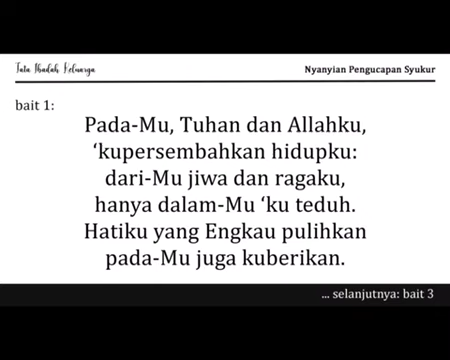 Tata Ibadah Keluarga
Nyanyian Pengucapan Syukur
bait 1:
Pada-Mu, Tuhan dan Allahku,
‘kupersembahkan hidupku:
dari-Mu jiwa dan ragaku,
hanya dalam-Mu ‘ku teduh.
Hatiku yang Engkau pulihkan
pada-Mu juga kuberikan.
... selanjutnya: bait 3